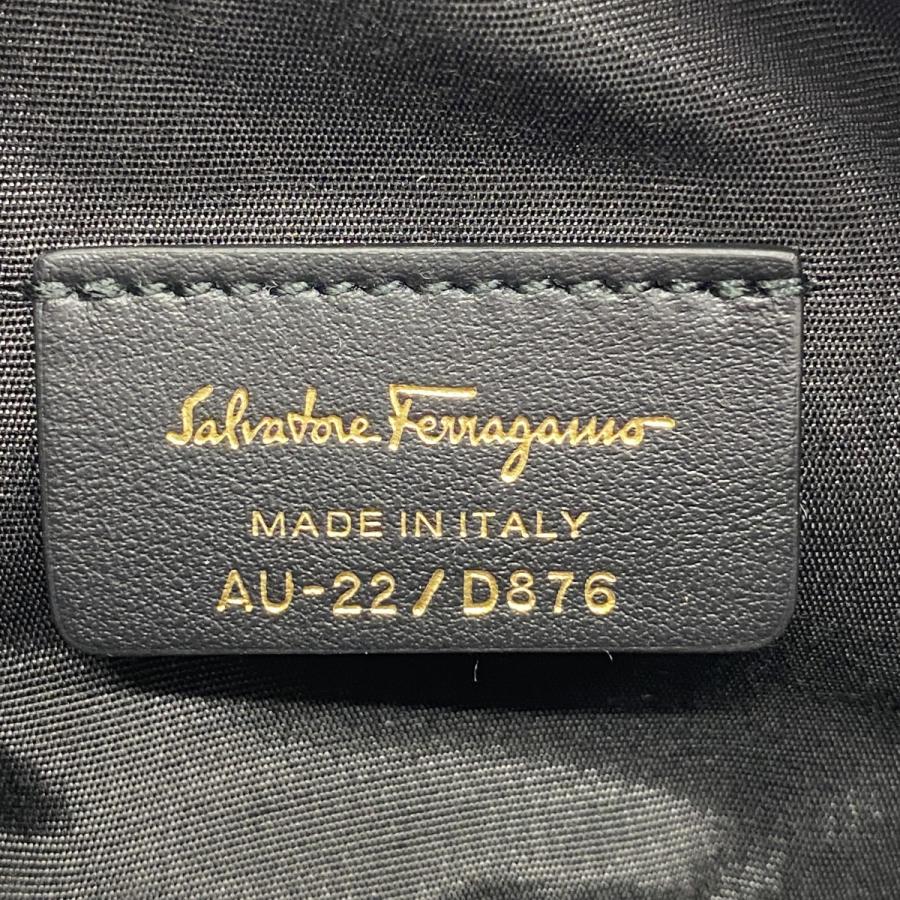 Salvatore Ferragamo
MADE IN ITALY
AU-22/D876